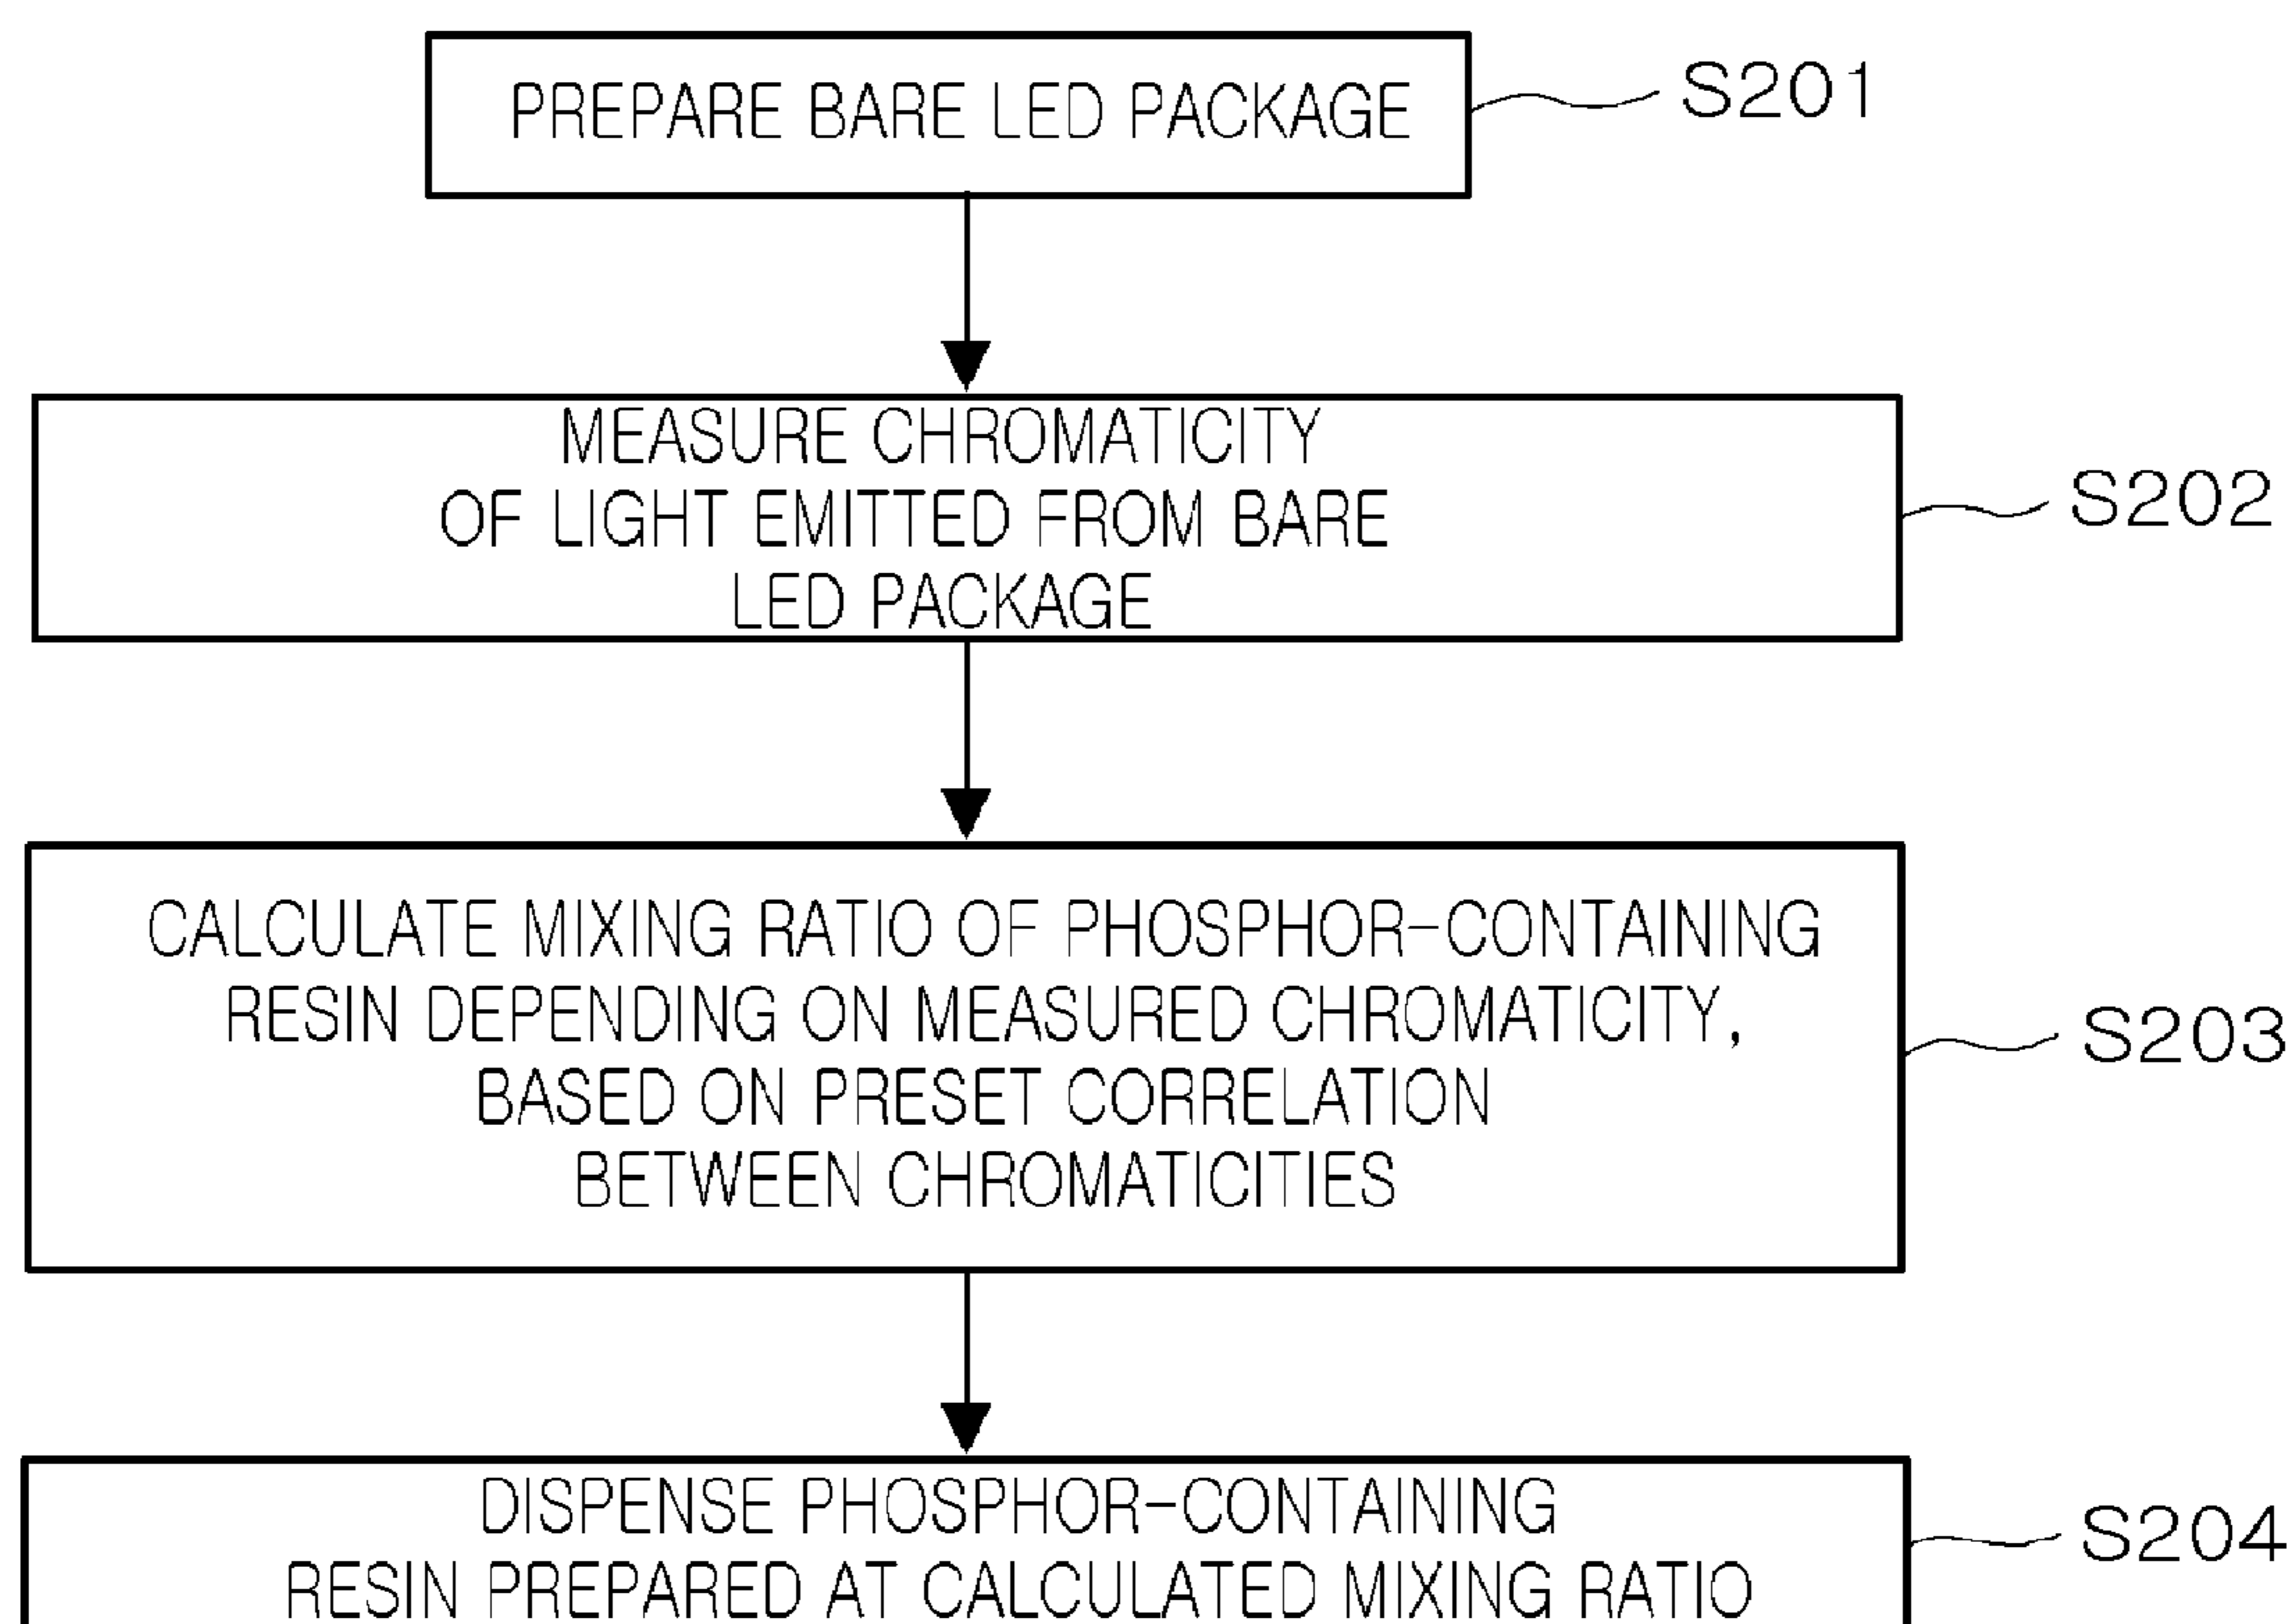 PREPARE BARE LED PACKAGE
S201
MEASURE CHROMATICITY
OF LIGHT EMITTED FROM BARE
LED PACKAGE
S202
CALCULATE MIXING RATIO OF PHOSPHOR-CONTAINING
RESIN DEPENDING ON MEASURED CHROMATICITY,
BASED ON PRESET CORRELATION
BETWEEN CHROMATICITIES
S203
DISPENSE PHOSPHOR-CONTAINING
RESIN PREPARED AT CALCULATED MIXING RATIO
S204